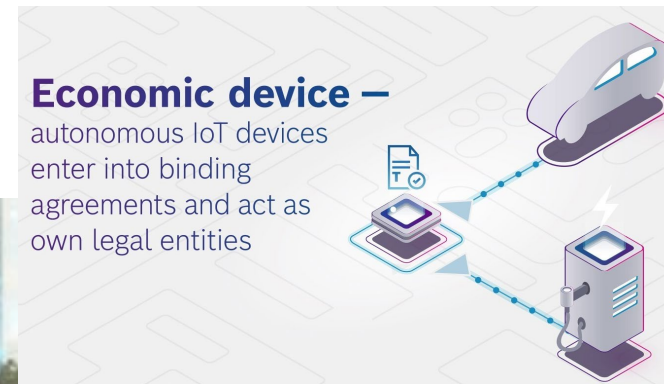 Economic device –
autonomous IoT devices
enter into binding
agreements and act as
own legal entities